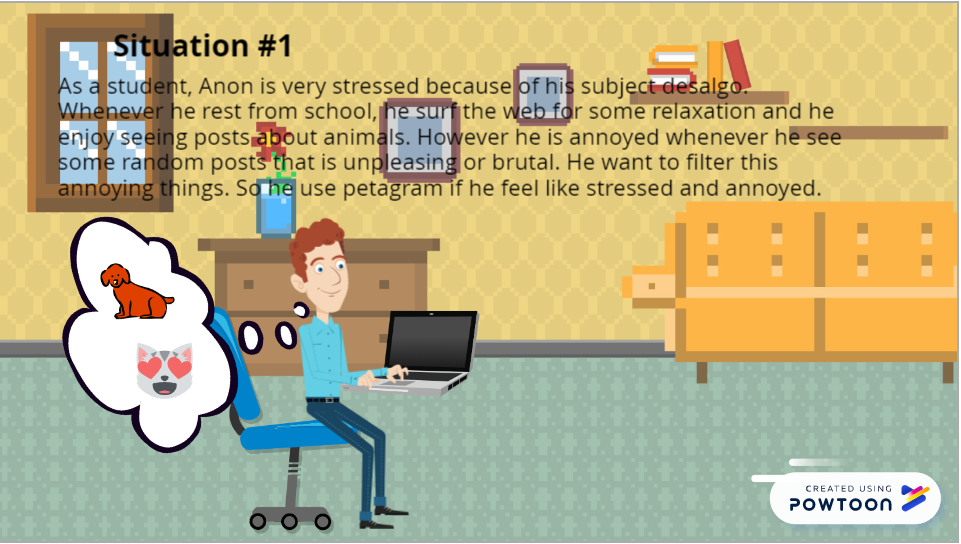 Situation #1
As a student, Anon is very stressed because of his subject desalgo.
Whenever he rest from school, he surf the web for some relaxation and he
enjoy seeing posts about animals. However he is annoyed whenever he see
some random posts that is unpleasing or brutal. He want to filter this
annoying things. So he use petagram if he feel like stressed and annoyed.
CREATED USING
POWTOON